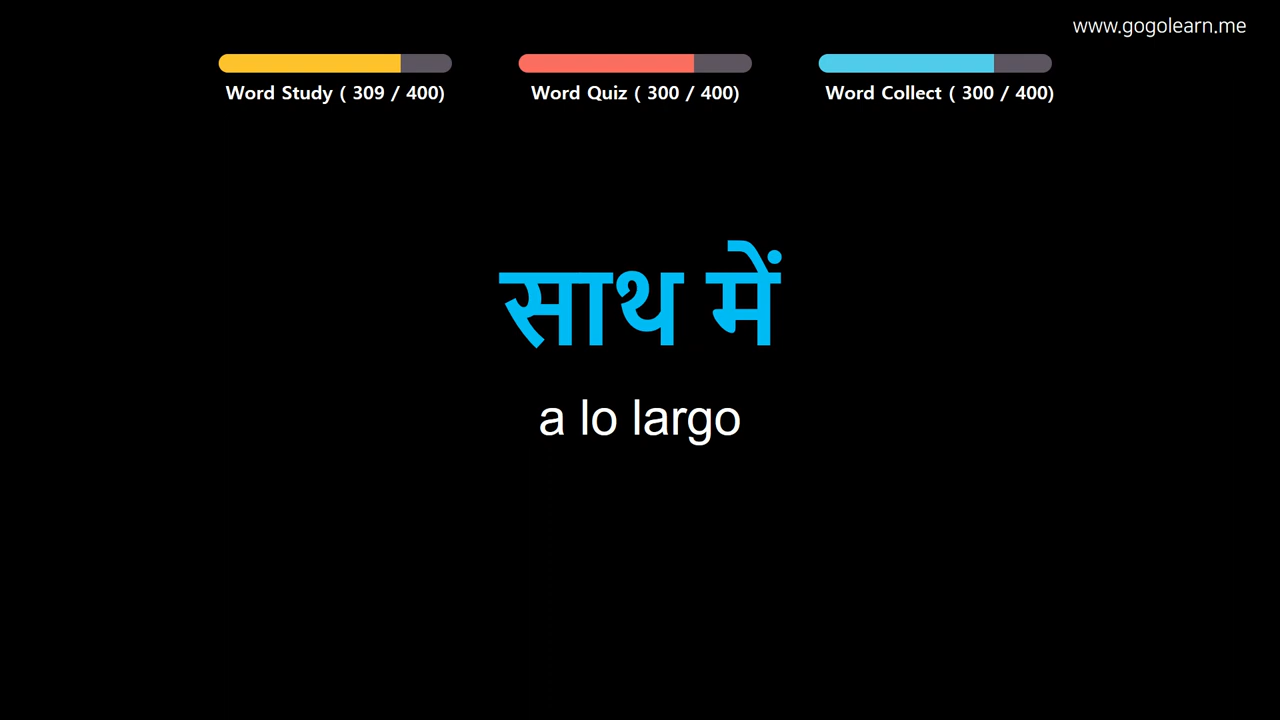 www.gogolearn.me
Word Study ( 309 / 400)
Word Quiz ( 300 / 400)
Word Collect ( 300 / 400)
साथ में
a lo largo